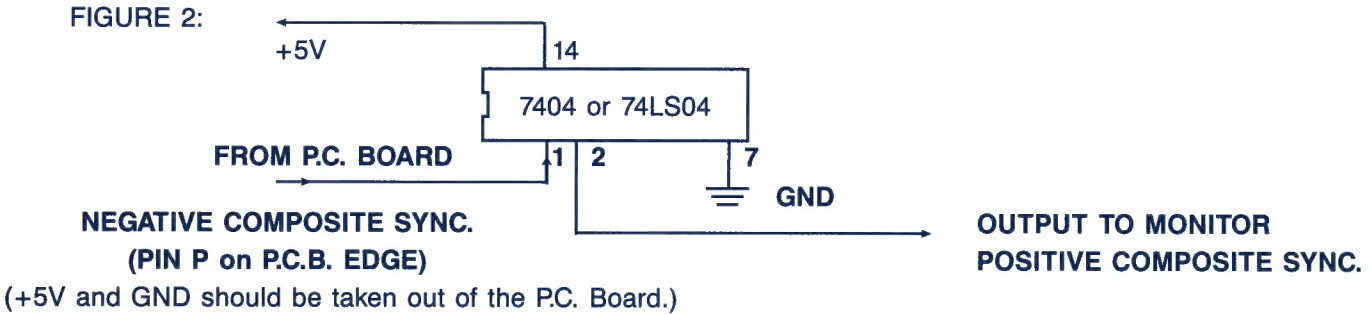 FIGURE 2:
+5V
14
7404 or 74LS04
FROM P.C. BOARD
1 2 7
GND
NEGATIVE COMPOSITE SYNC.
(PIN P on P.C.B. EDGE)
OUTPUT TO MONITOR
POSITIVE COMPOSITE SYNC.
(+5V and GND should be taken out of the P.C. Board.)